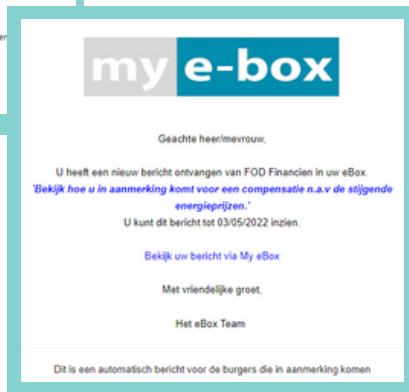 en
my e-box
Geachte heer/mevrouw,
U heeft een nieuw bericht ontvangen van FOD Financien in uw eBox.
'Bekijk hoe u in aanmerking komt voor een compensatie n.a.v de stijgende
energieprijzen.'
U kunt dit bericht tot 03/05/2022 inzien.
Bekijk uw bericht via My eBox
Met vriendelijke groet,
Het eBox Team
Dit is een automatisch bericht voor de burgers die in aanmerking komen